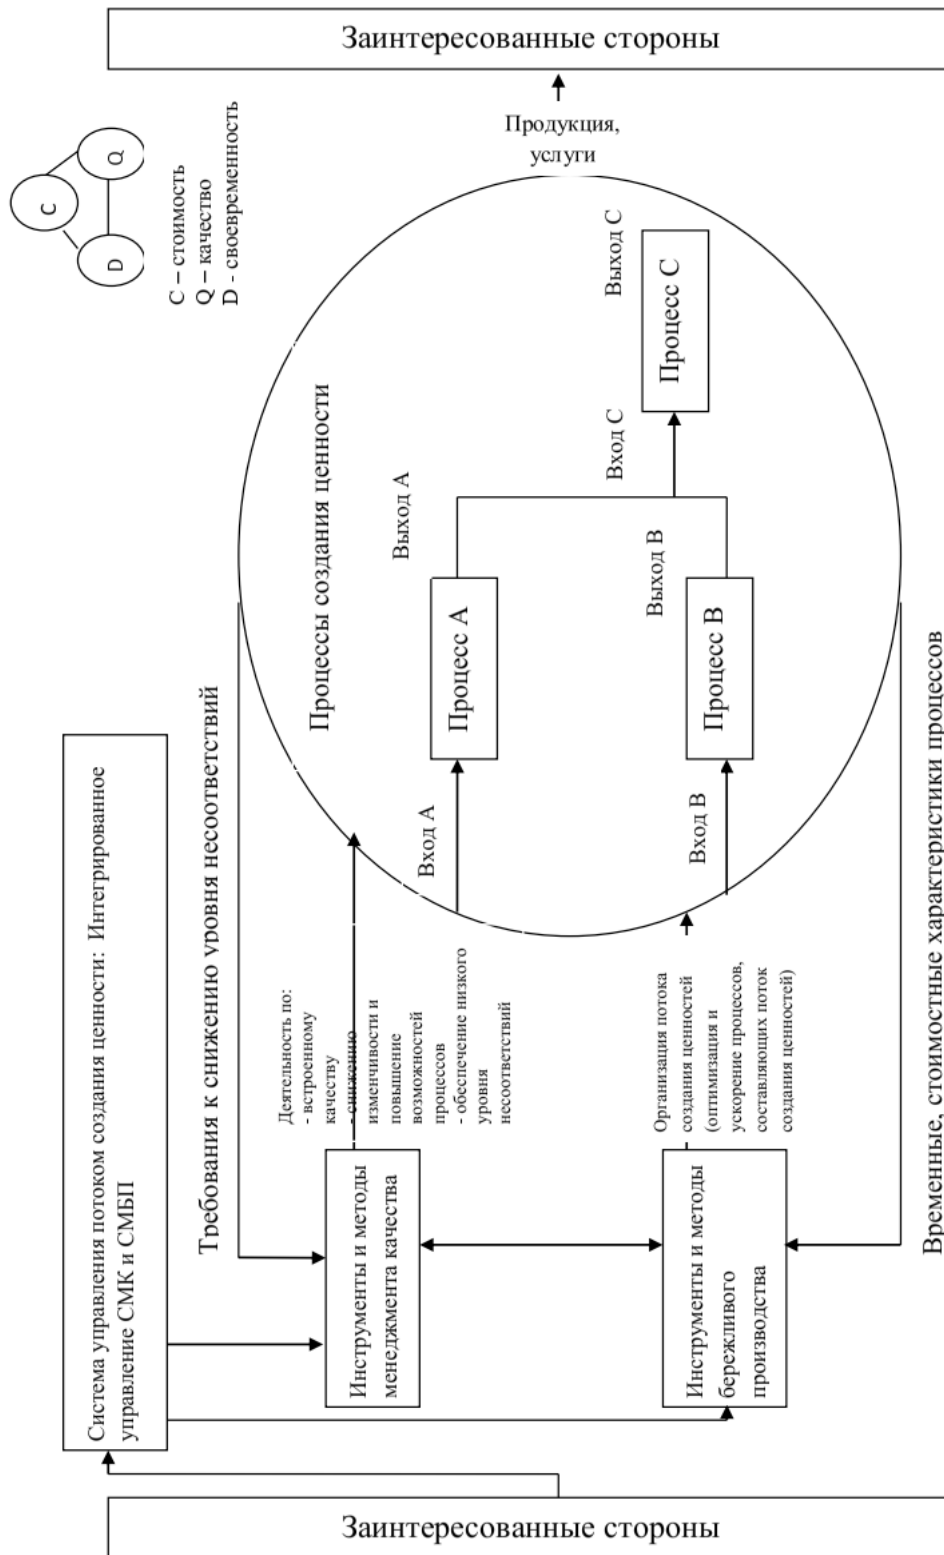 Заинтересованные стороны
Система управления потоком создания ценности: Интегрированное
управление СМК и СМБП
Требования к снижению уровня несоответствий
Инструменты и методы
менеджмента качества
Деятельность по:
- встроенному
качеству
- снижению
изменчивости и
повышение
возможностей
процессов
- обеспечение низкого
уровня
несоответствий
Инструменты и методы
бережливого
производства
Организация потока
создания ценностей
(оптимизация и
ускорение процессов,
составляющих поток
создания ценностей)
Временные, стоимостные характеристики процессов
Процессы создания ценности
Вход А
Процесс А
Выход А
Вход В
Процесс В
Выход В
Вход С
Процесс С
Выход С
C
D
Q
C – стоимость
Q – качество
D - своевременность
Продукция,
услуги
Заинтересованные стороны